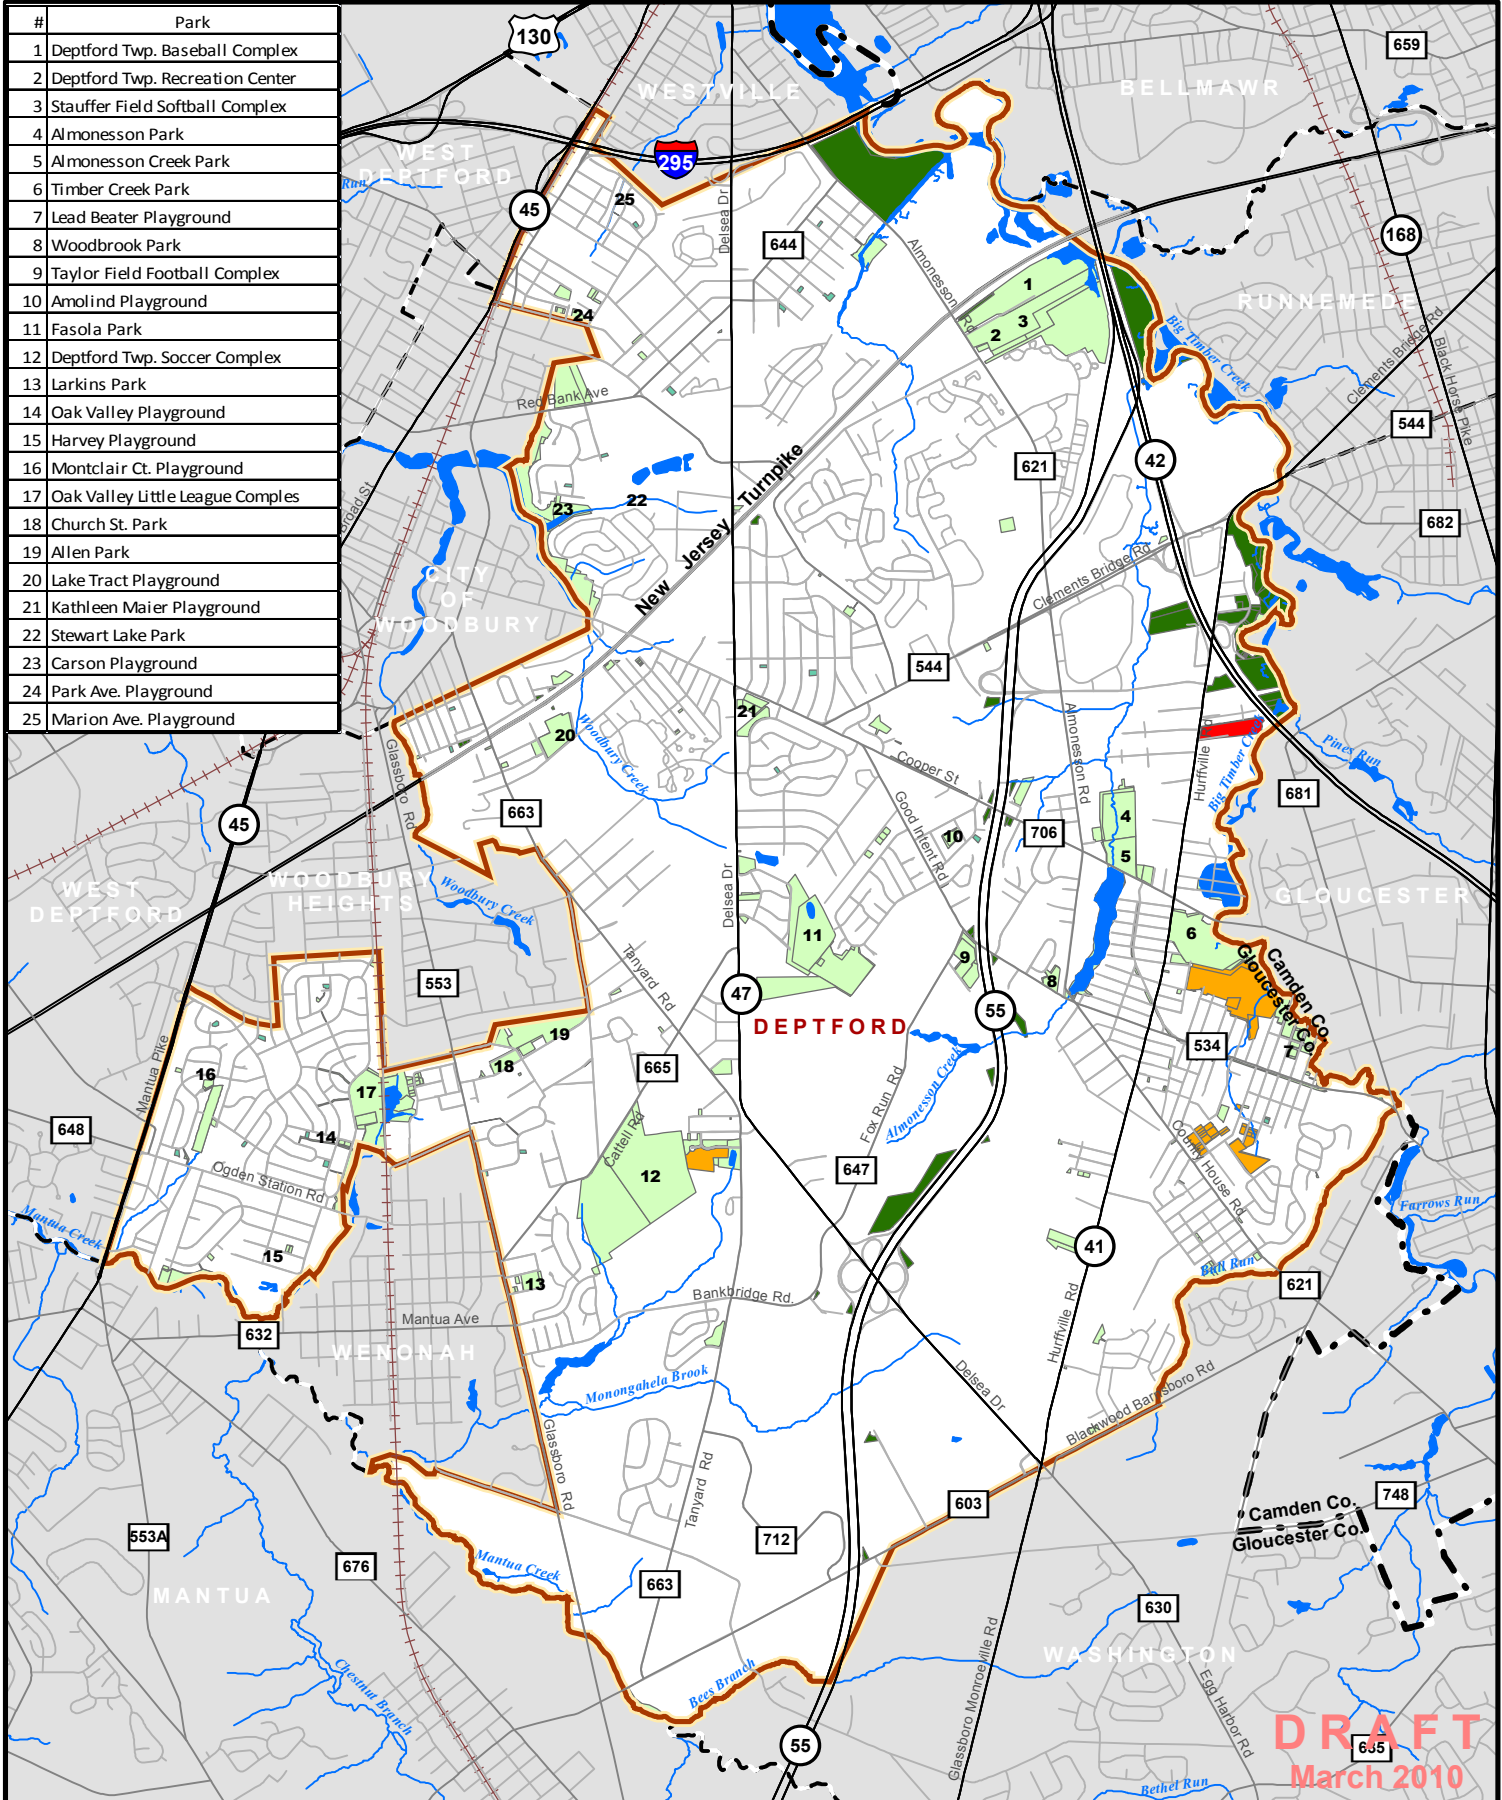 # Park
1 Deptford Twp. Baseball Complex
2 Deptford Twp. Recreation Center
3 Stauffer Field Softball Complex
4 Almonesson Park
5 Almonesson Creek Park
6 Timber Creek Park
7 Lead Beater Playground
8 Woodbrook Park
9 Taylor Field Football Complex
10 Amolind Playground
11 Fasola Park
12 Deptford Twp. Soccer Complex
13 Larkins Park
14 Oak Valley Playground
15 Harvey Playground
16 Montclair Ct. Playground
17 Oak Valley Little League Comples
18 Church St. Park
19 Allen Park
20 Lake Tract Playground
21 Kathleen Maier Playground
22 Stewart Lake Park
23 Carson Playground
24 Park Ave. Playground
25 Marion Ave. Playground
130
659
WESTVILLE
BELLMAWR
WEST
DEPTFORD
295
Run
25
45
Delsea Dr
644
168
Almonesson Rd
1
3
2
RUNNEMEDE
24
Big Timber Creek
Clements Bridge Rd
Black Horse Pike
Red Bank Ave
544
621
42
New Jersey Turnpike
22
23
Broad St
682
Clements Bridge Rd
CITY
OF
WOODBURY
544
21
20
Woodbury Creek
Almonesson Rd
Hurffville Rd
Big Timber Creek
Pines Run
Glassboro Rd
Cooper St
681
663
45
Good Intent Rd
10
706
4
5
WEST
DEPTFORD
WOODBURY
HEIGHTS
Woodbury Creek
Delsea Dr
GLOUCESTER
11
6
9
8
Camden Co.
Gloucester Co.
Tanyard Rd
553
47
55
DEPTFORD
19
18
534
7
Mantua Pike
16
17
665
Almonesson Creek
Fox Run Rd
648
14
Cattell Rd
County House Rd
Ogden Station Rd
12
647
Mantua Creek
Farrows Run
15
41
13
Bull Run
Bankbridge Rd.
621
Mantua Ave
632
WENONAH
Hurffville Rd
Monongahela Brook
Delsea Dr
Blackwood Barnsboro Rd
Glassboro Rd
Tanyard Rd
748
603
Camden Co.
Gloucester Co.
553A
712
676
Mantua Creek
663
MANTUA
630
Glassboro Monroeville Rd
WASHINGTON
Chestnut Branch
Bees Branch
Egg Harbor Rd
DRAFT
55
635
March 2010
Bethel Run